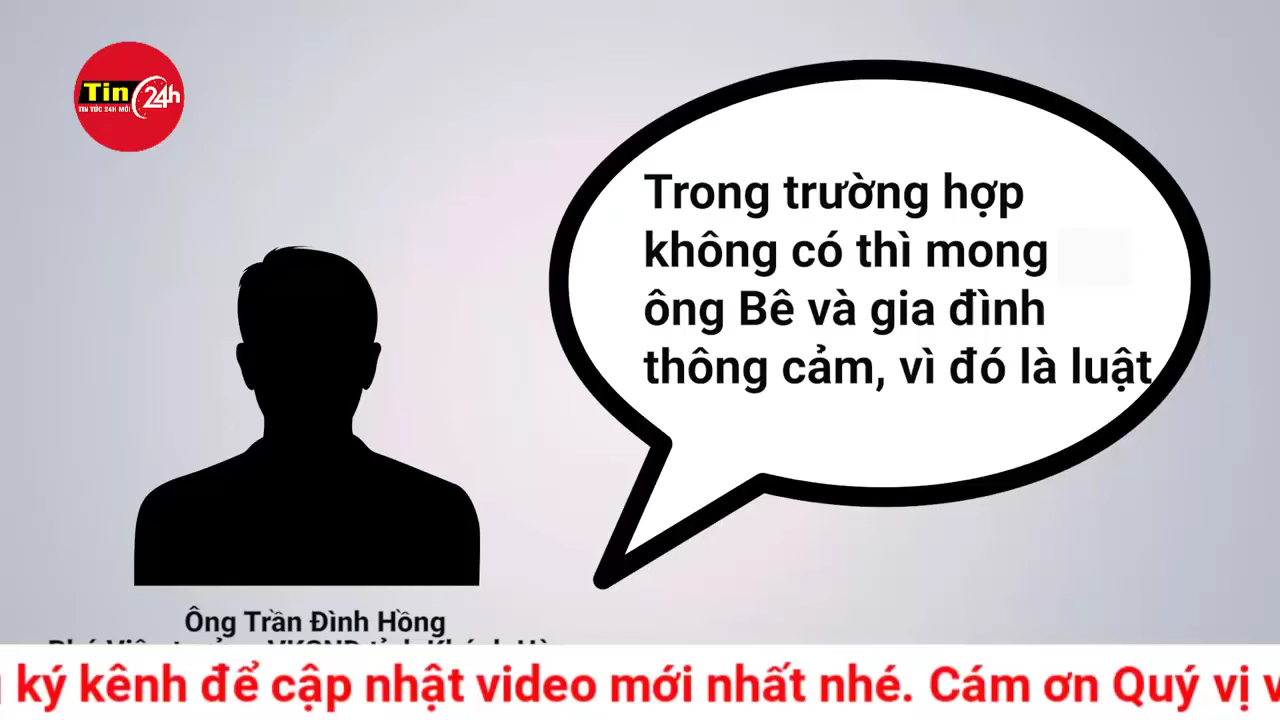 Tin 24h
TIN TỨC 24H MỚI
Trong trường hợp
không có thì mong
ông Bê và gia đình
thông cảm, vì đó là luật
Ông Trần Đình Hồng
ký kênh để cập nhật video mới nhất nhé. Cám ơn Quý vị